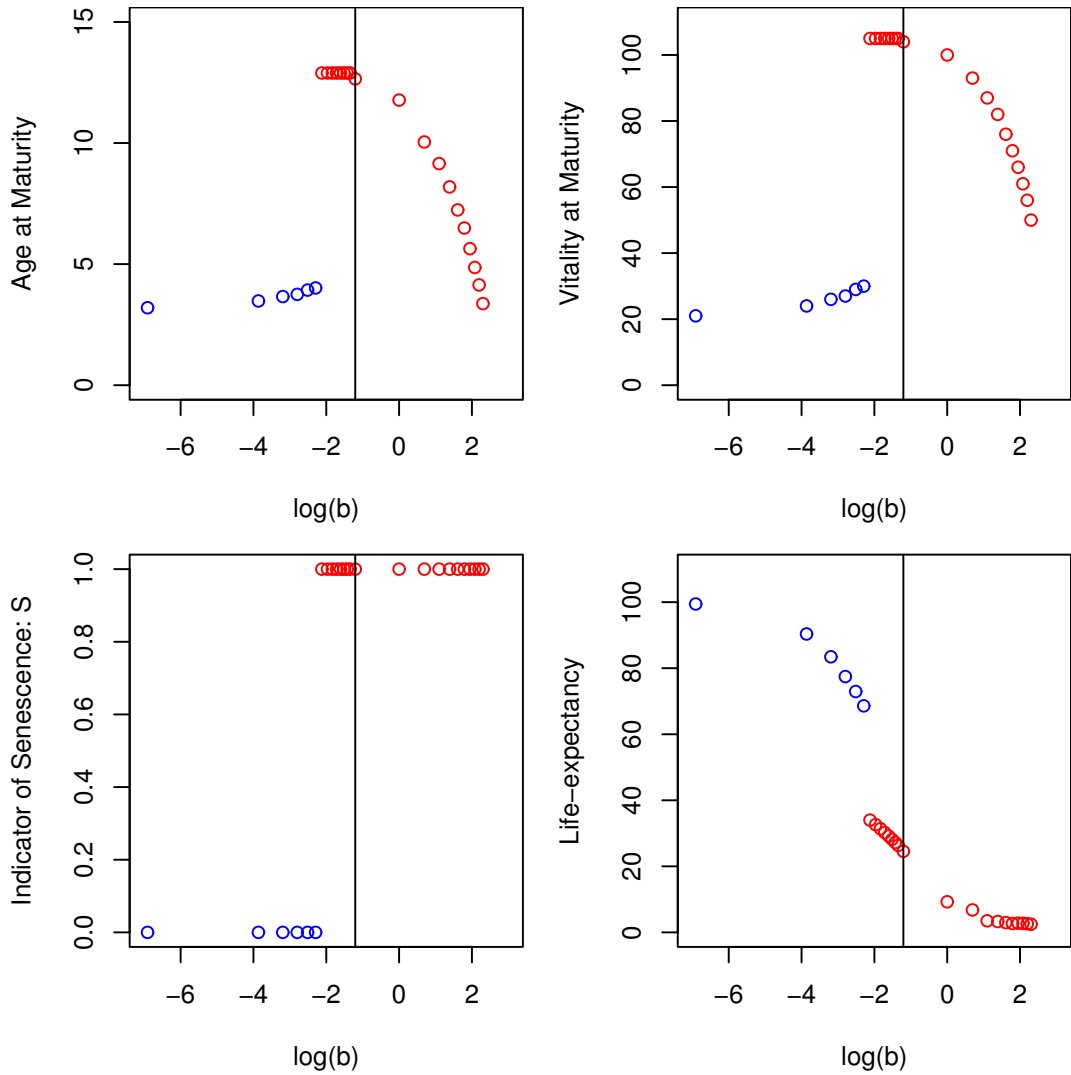 Age at Maturity
15
10
5
0
−6 −4 −2 0 2
log(b)
Vitality at Maturity
100
80
60
40
20
0
−6 −4 −2 0 2
log(b)
Indicator of Senescence: S
1.0
0.8
0.6
0.4
0.2
0.0
−6 −4 −2 0 2
log(b)
Life−expectancy
100
80
60
40
20
0
−6 −4 −2 0 2
log(b)